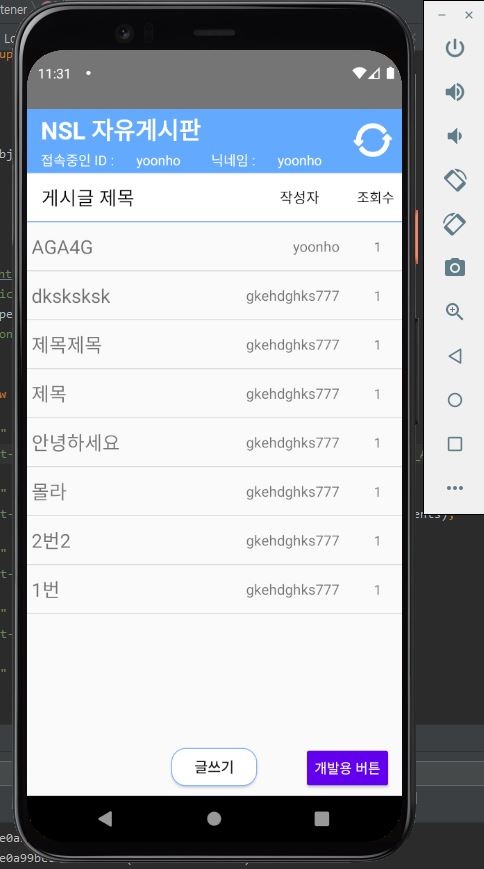 11:31
NSL 자유게시판
접속중인 ID : yoonho 닉네임 : yoonho
게시글 제목 작성자 조회수
AGA4G yoonho 1
dksksksk gkehdghks777 1
제목제목 gkehdghks777 1
제목 gkehdghks777 1
안녕하세요 gkehdghks777 1
몰라 gkehdghks777 1
2번2 gkehdghks777 1
1번 gkehdghks777 1
글쓰기 개발용 버튼